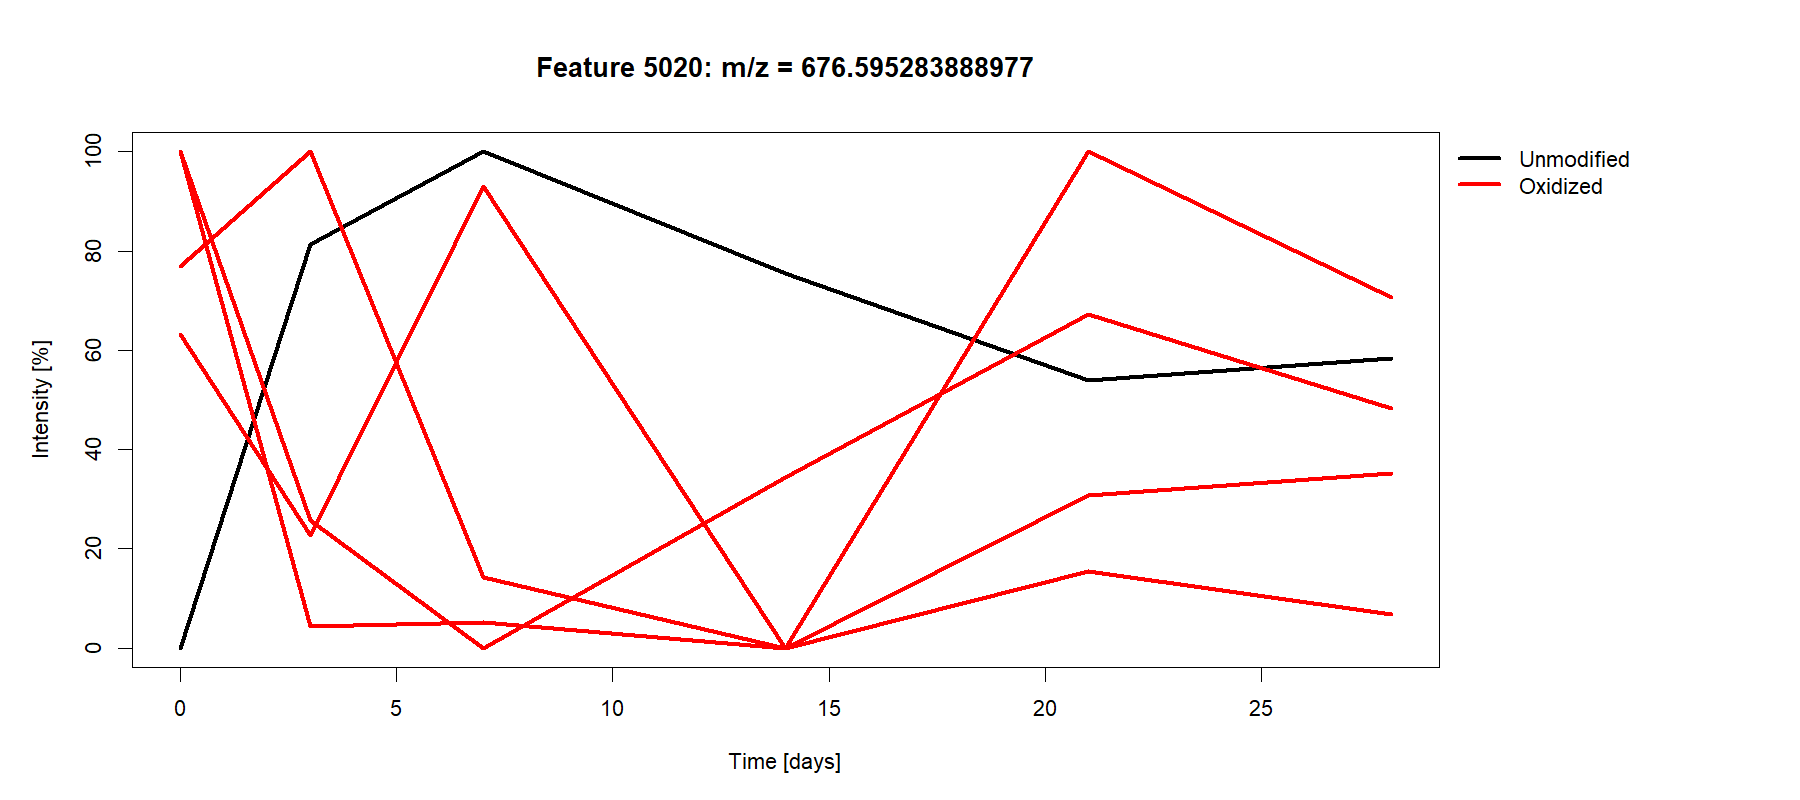 Feature 5020: m/z = 676.595283888977
Unmodified
Oxidized
Intensity [%]
100
80
60
40
20
0
0 5 10 15 20 25
Time [days]